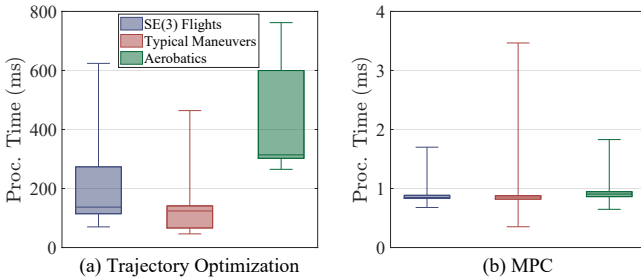 Proc. Time (ms)
800
600
400
200
0
SE(3) Flights
Typical Maneuvers
Aerobatics
(a) Trajectory Optimization
Proc. Time (ms)
4
3
2
1
0
(b) MPC